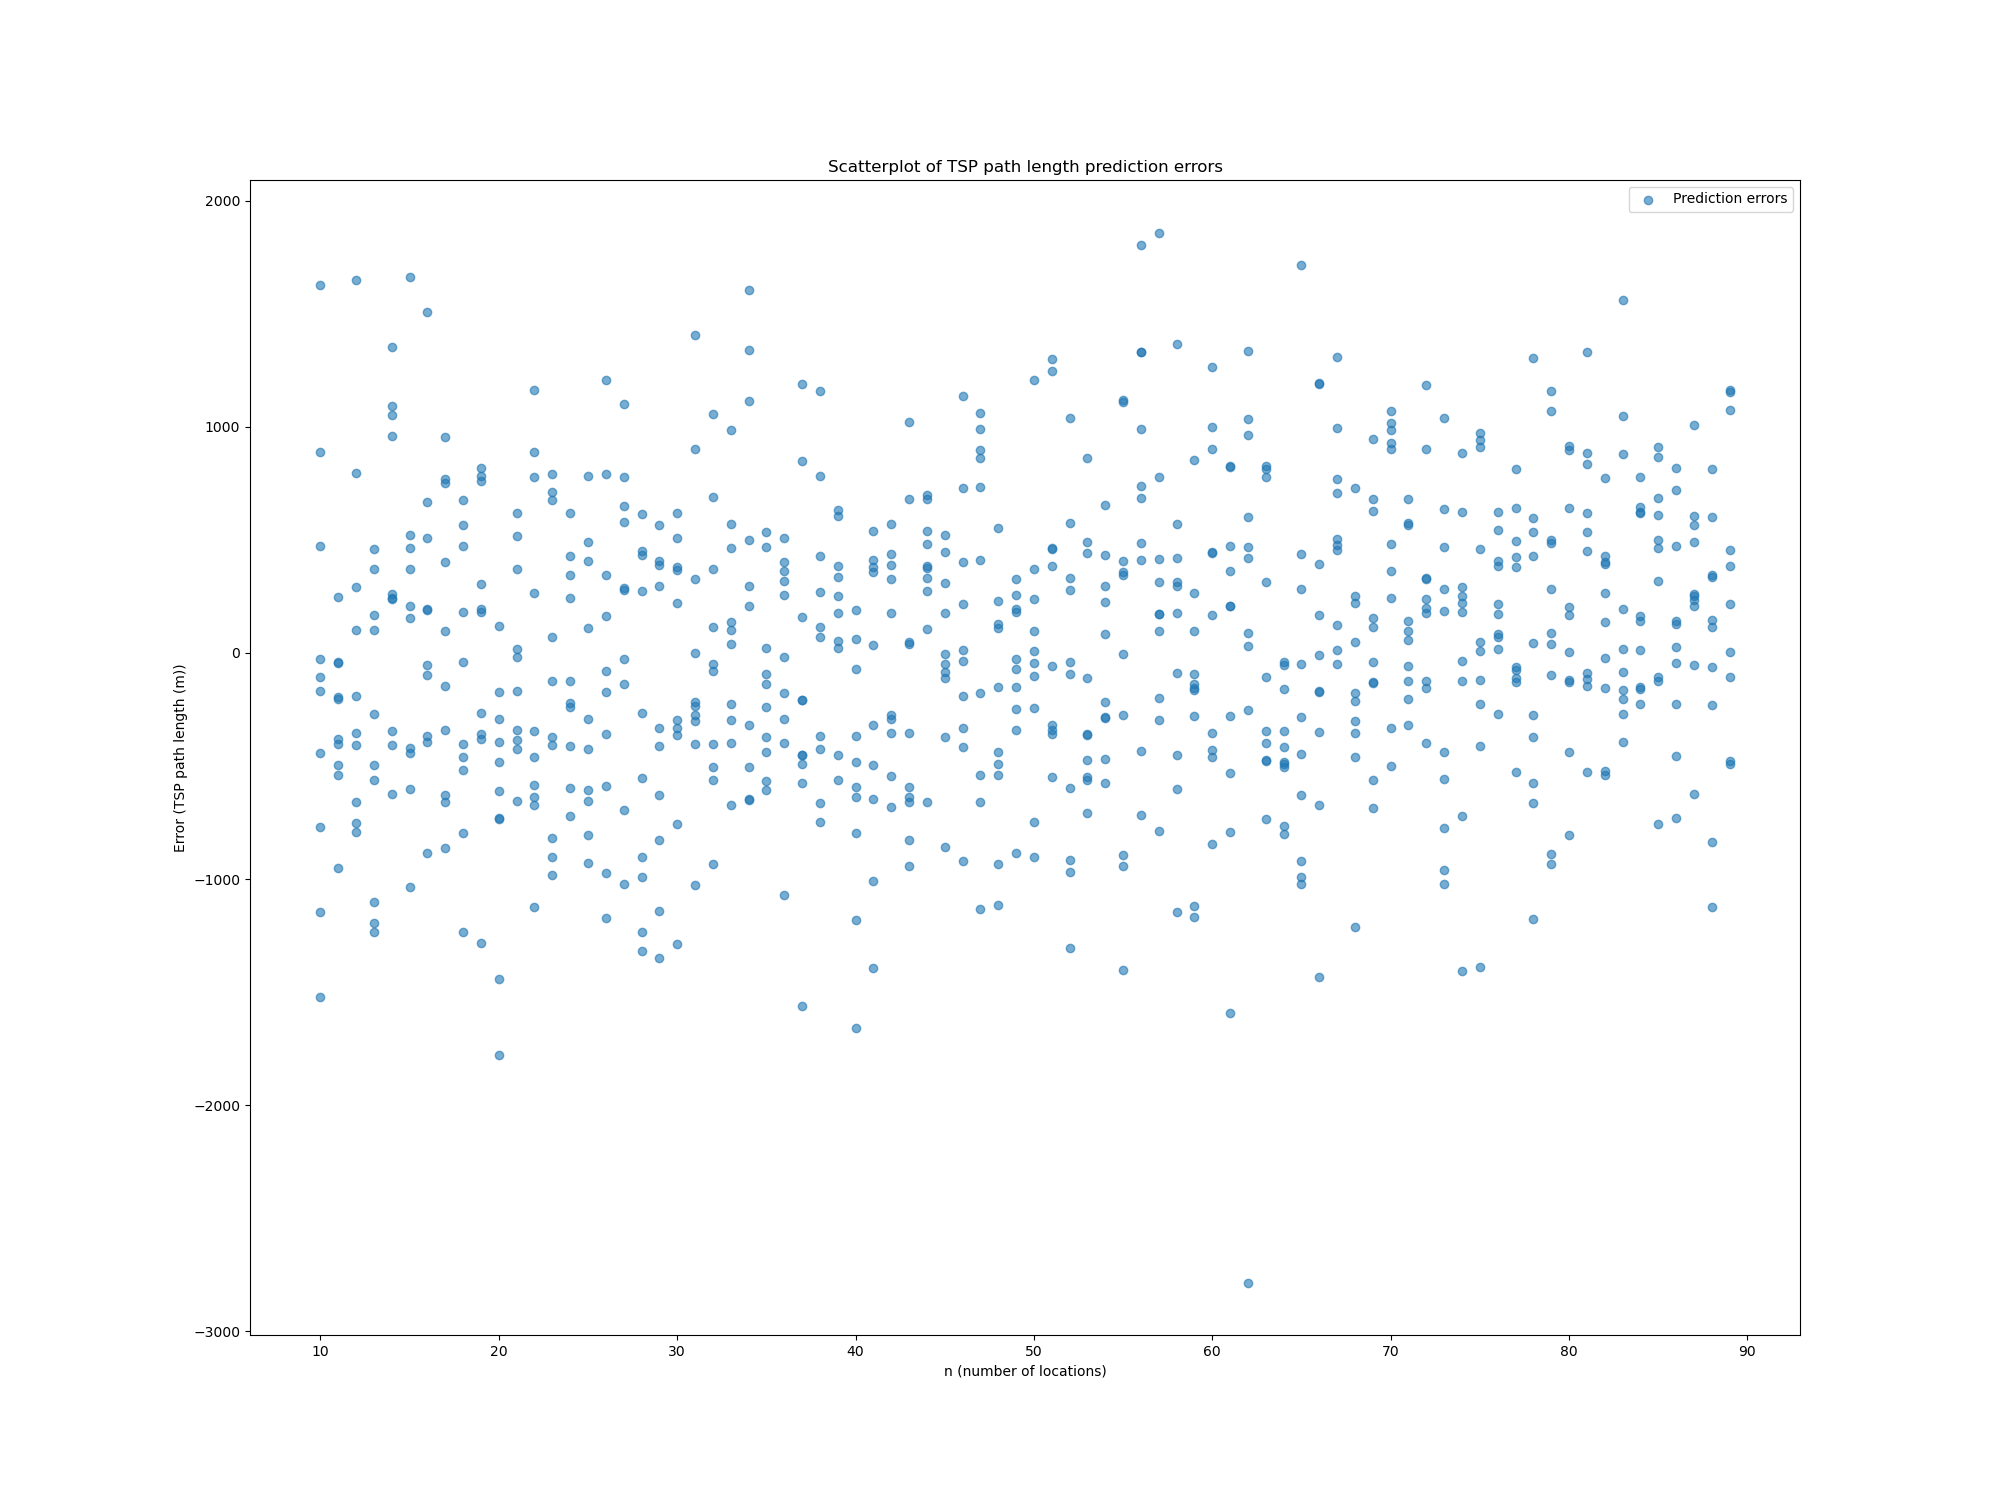 Scatterplot of TSP path length prediction errors
Prediction errors
2000
1000
0
−1000
−2000
−3000
Error (TSP path length (m))
10 20 30 40 50 60 70 80 90
n (number of locations)